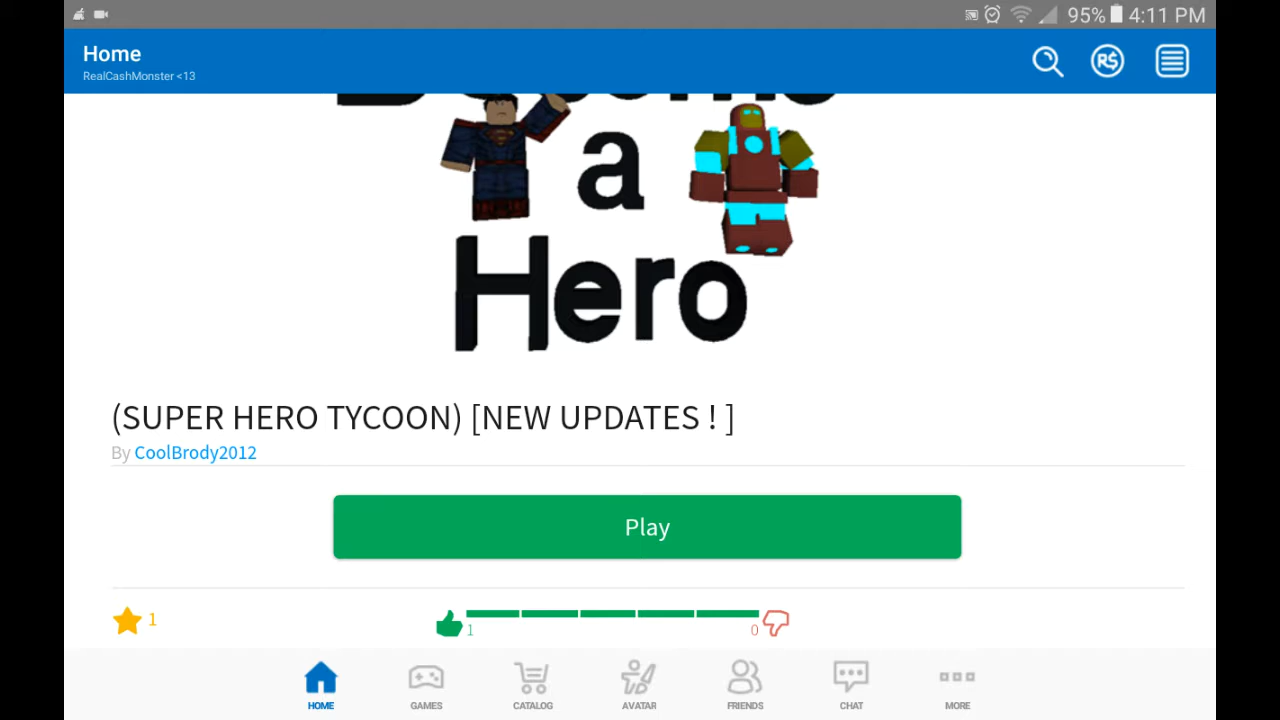 95% 4:11 PM
Home
RealCashMonster <13
R$
a
Hero
(SUPER HERO TYCOON) [NEW UPDATES ! ]
By CoolBrody2012
Play
1
1
0
HOME
GAMES
CATALOG
AVATAR
FRIENDS
CHAT
MORE